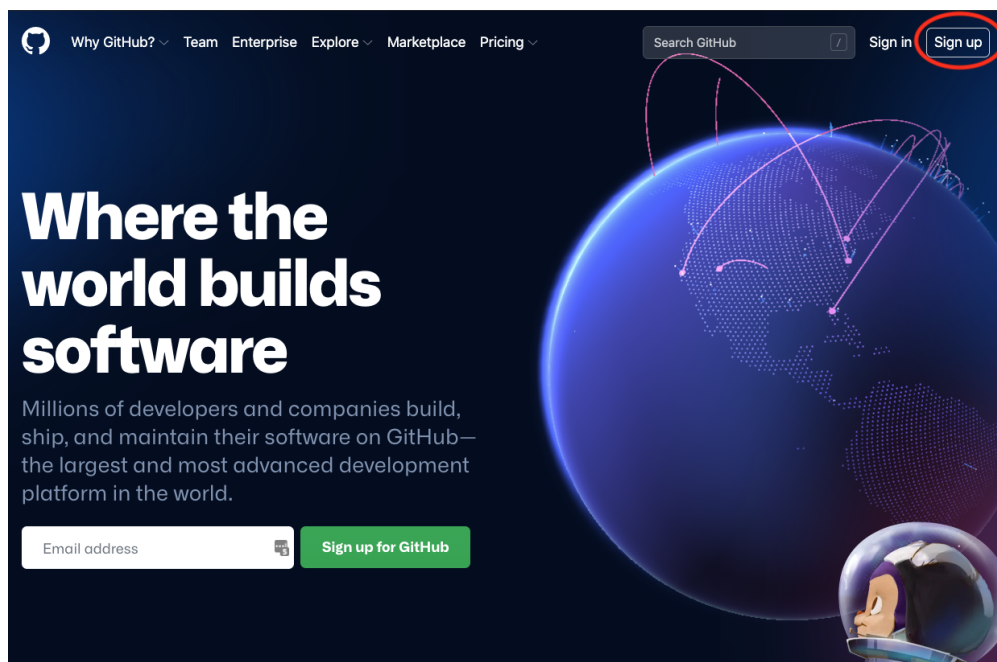 Why GitHub? Team Enterprise Explore Marketplace Pricing Search GitHub / Sign in Sign up
Where the
world builds
software
Millions of developers and companies build,
ship, and maintain their software on GitHub—
the largest and most advanced development
platform in the world.
Email address Sign up for GitHub